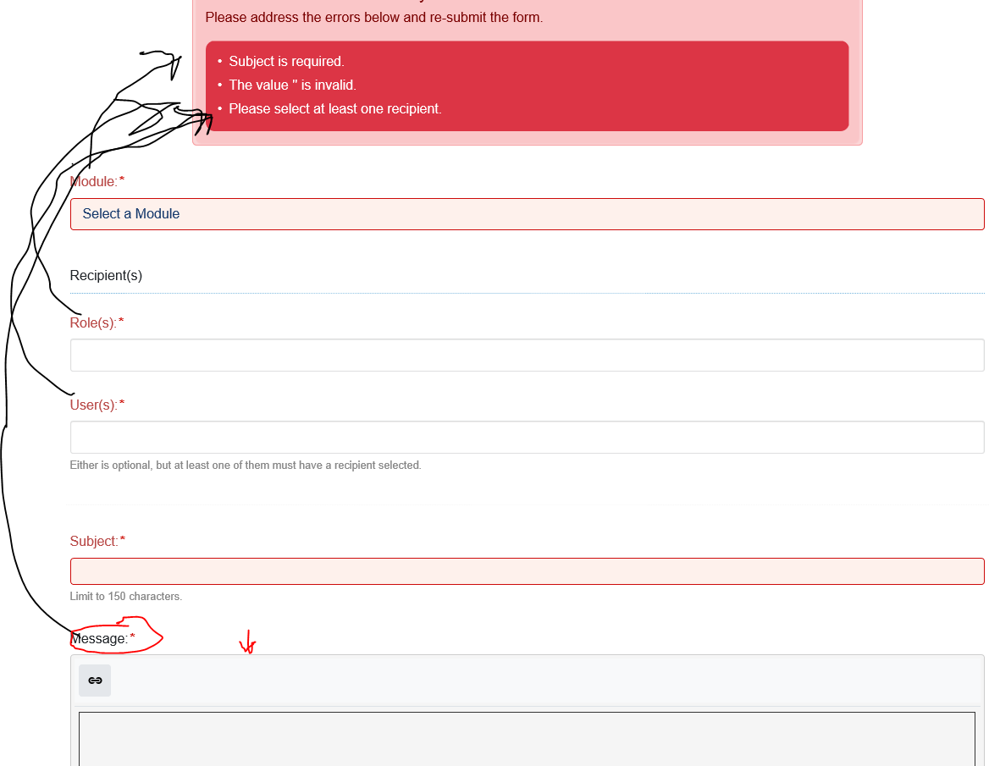 Please address the errors below and re-submit the form.
• Subject is required.
• The value '' is invalid.
• Please select at least one recipient.
Module:*
Select a Module
Recipient(s)
Role(s):*
User(s):*
Either is optional, but at least one of them must have a recipient selected.
Subject:*
Limit to 150 characters.
Message:*